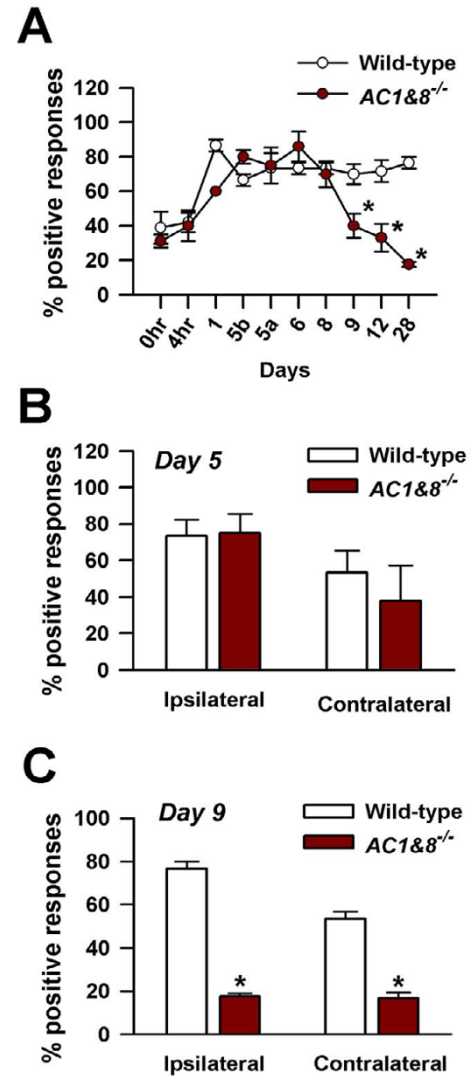 A
Wild-type
AC1&8-/-
% positive responses
120
100
80
60
40
20
0
0hr 4hr 1 5b 5a 6 8 9 12 28
* * *
Days
B
Day 5
Wild-type
AC1&8-/-
% positive responses
120
100
80
60
40
20
0
Ipsilateral Contralateral
C
Day 9
Wild-type
AC1&8-/-
% positive responses
100
80
60
40
20
0
* *
Ipsilateral Contralateral